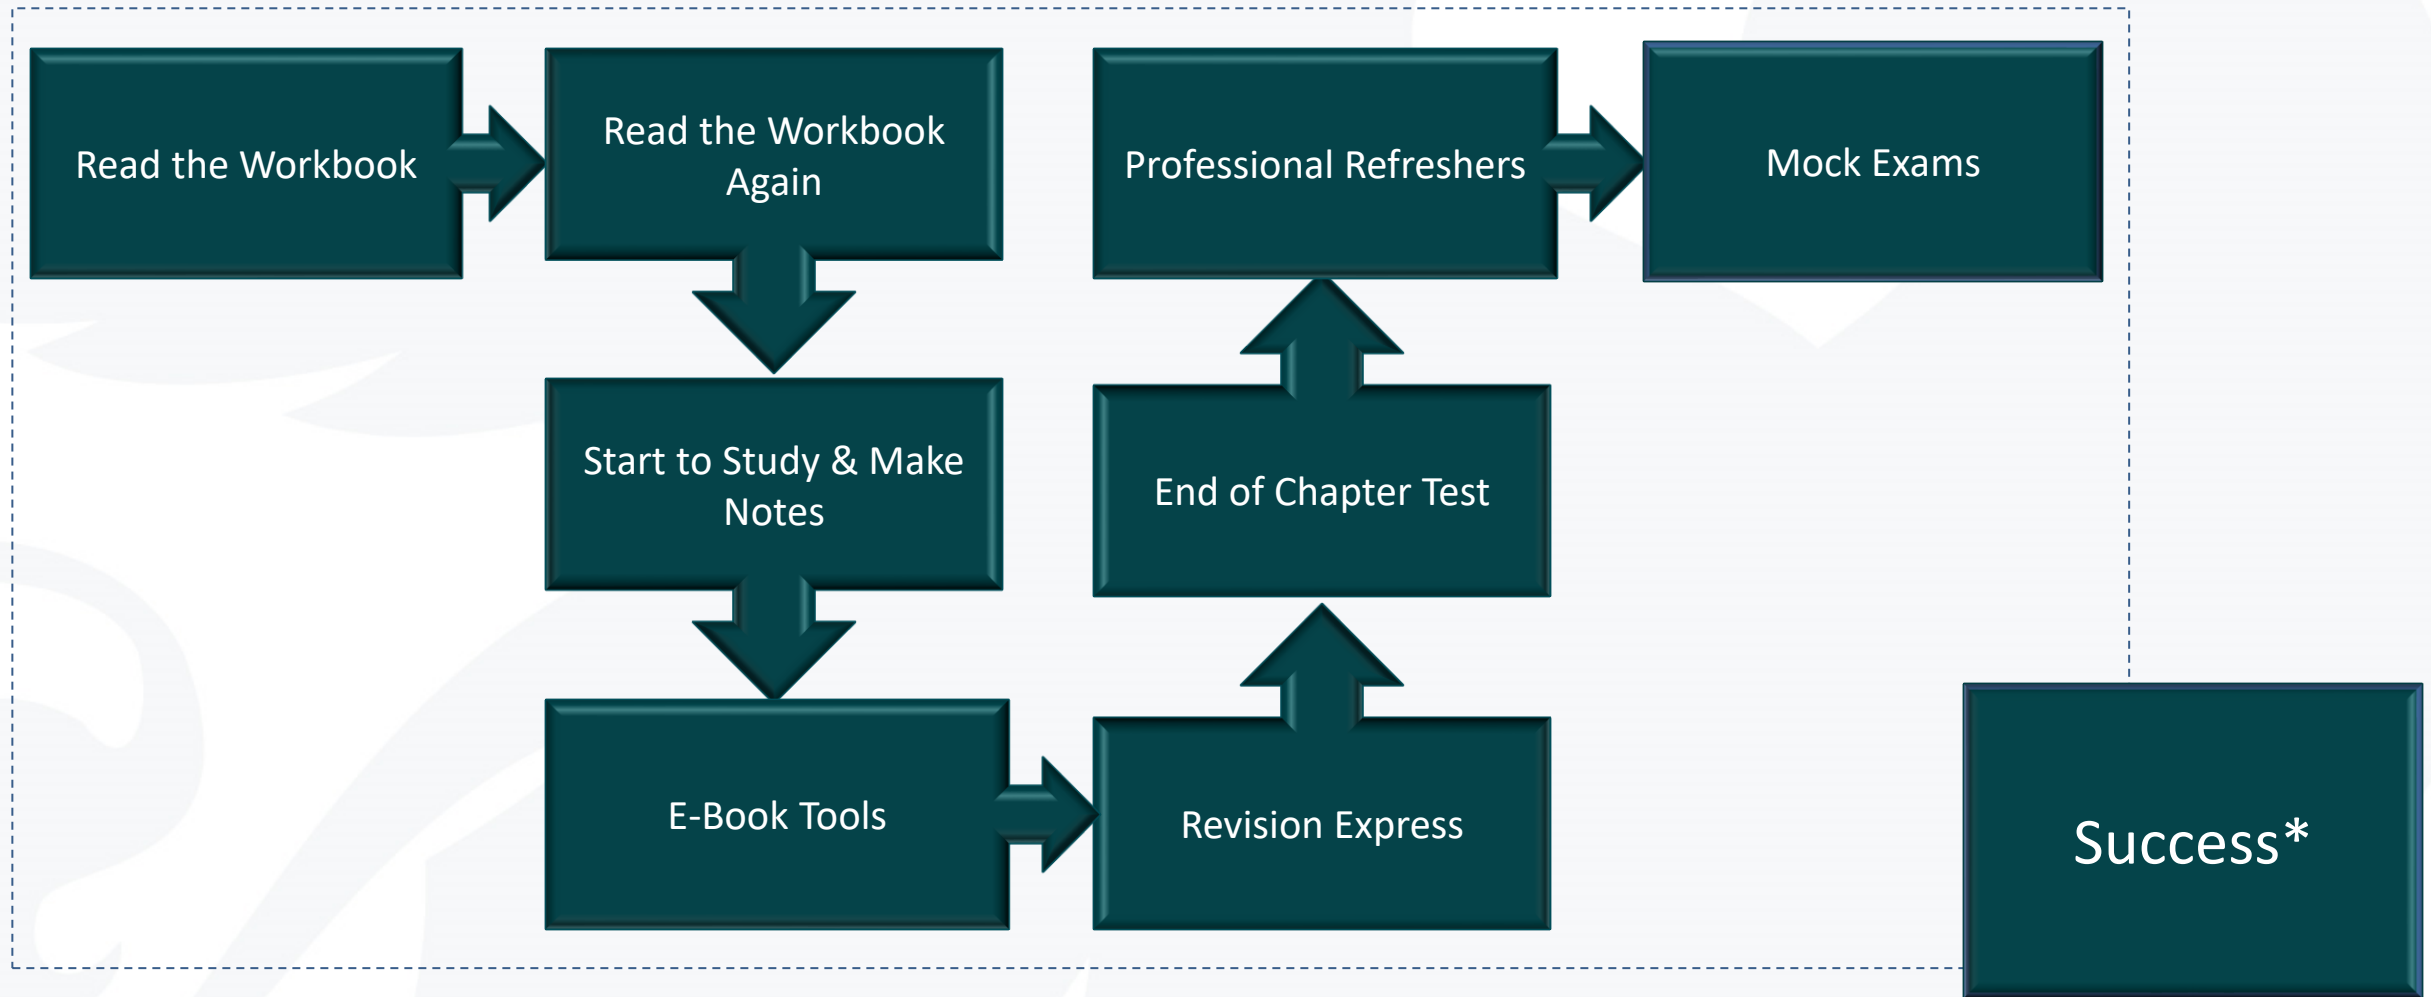 Read the Workbook
Read the Workbook
Again
Start to Study & Make
Notes
E-Book Tools
Revision Express
End of Chapter Test
Professional Refreshers
Mock Exams
Success*